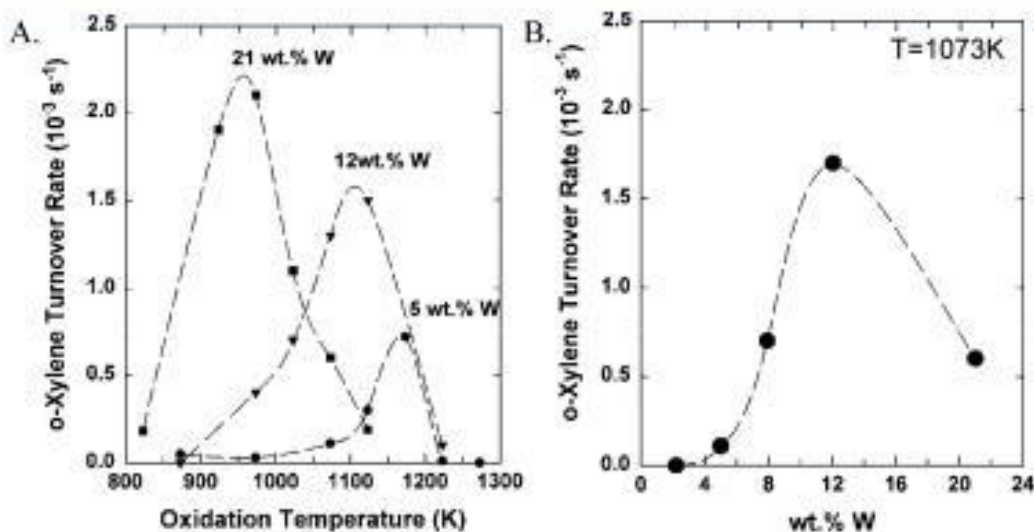 A.
2.5
2.0
1.5
1.0
0.5
0.0
o-Xylene Turnover Rate (10⁻³ s⁻¹)
21 wt.% W
12wt.% W
5 wt.% W
800 900 1000 1100 1200 1300
Oxidation Temperature (K)
B.
2.5
2.0
1.5
1.0
0.5
0.0
o-Xylene Turnover Rate (10⁻³ s⁻¹)
T=1073K
0 4 8 12 16 20 24
wt.% W